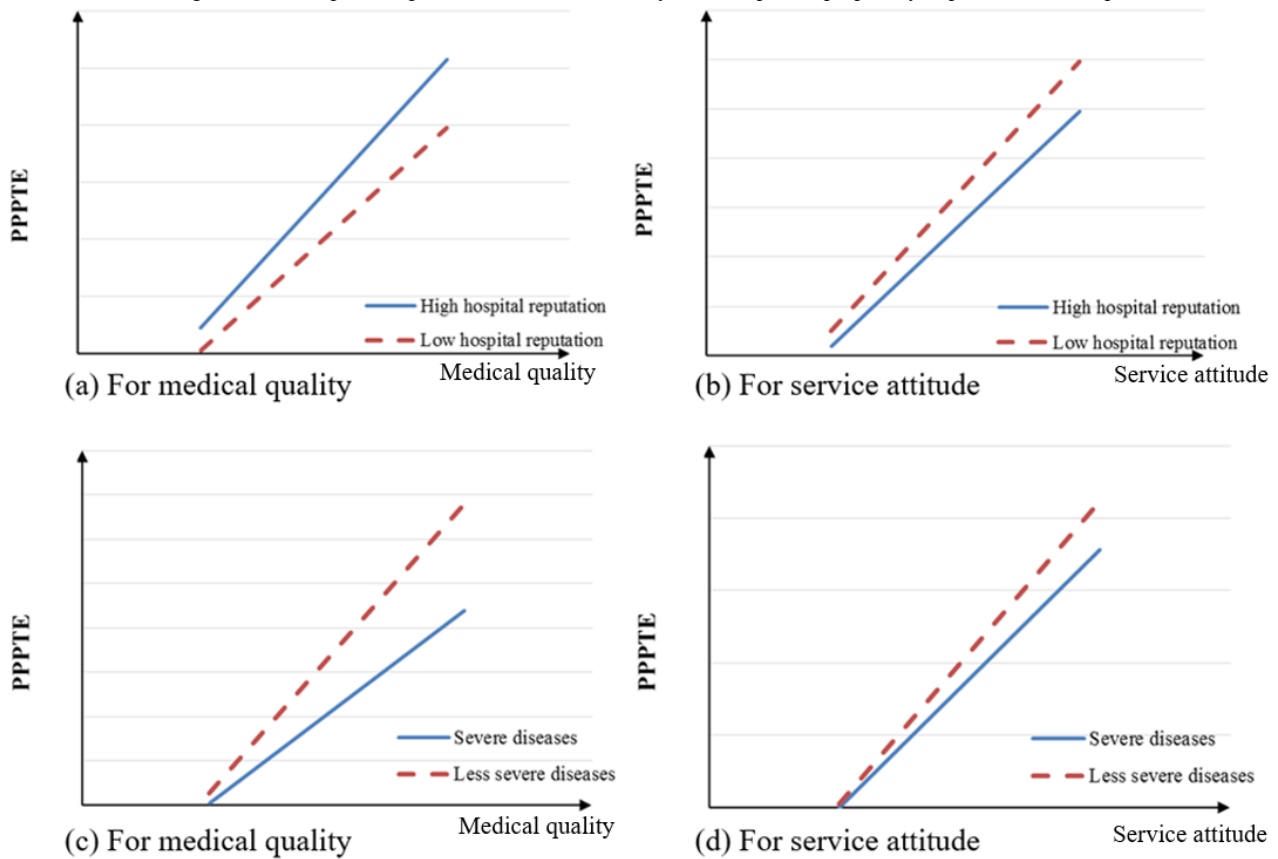 PPPTE
High hospital reputation
Low hospital reputation
Medical quality
(a) For medical quality
PPPTE
High hospital reputation
Low hospital reputation
Service attitude
(b) For service attitude
PPPTE
Severe diseases
Less severe diseases
Medical quality
(c) For medical quality
PPPTE
Severe diseases
Less severe diseases
Service attitude
(d) For service attitude